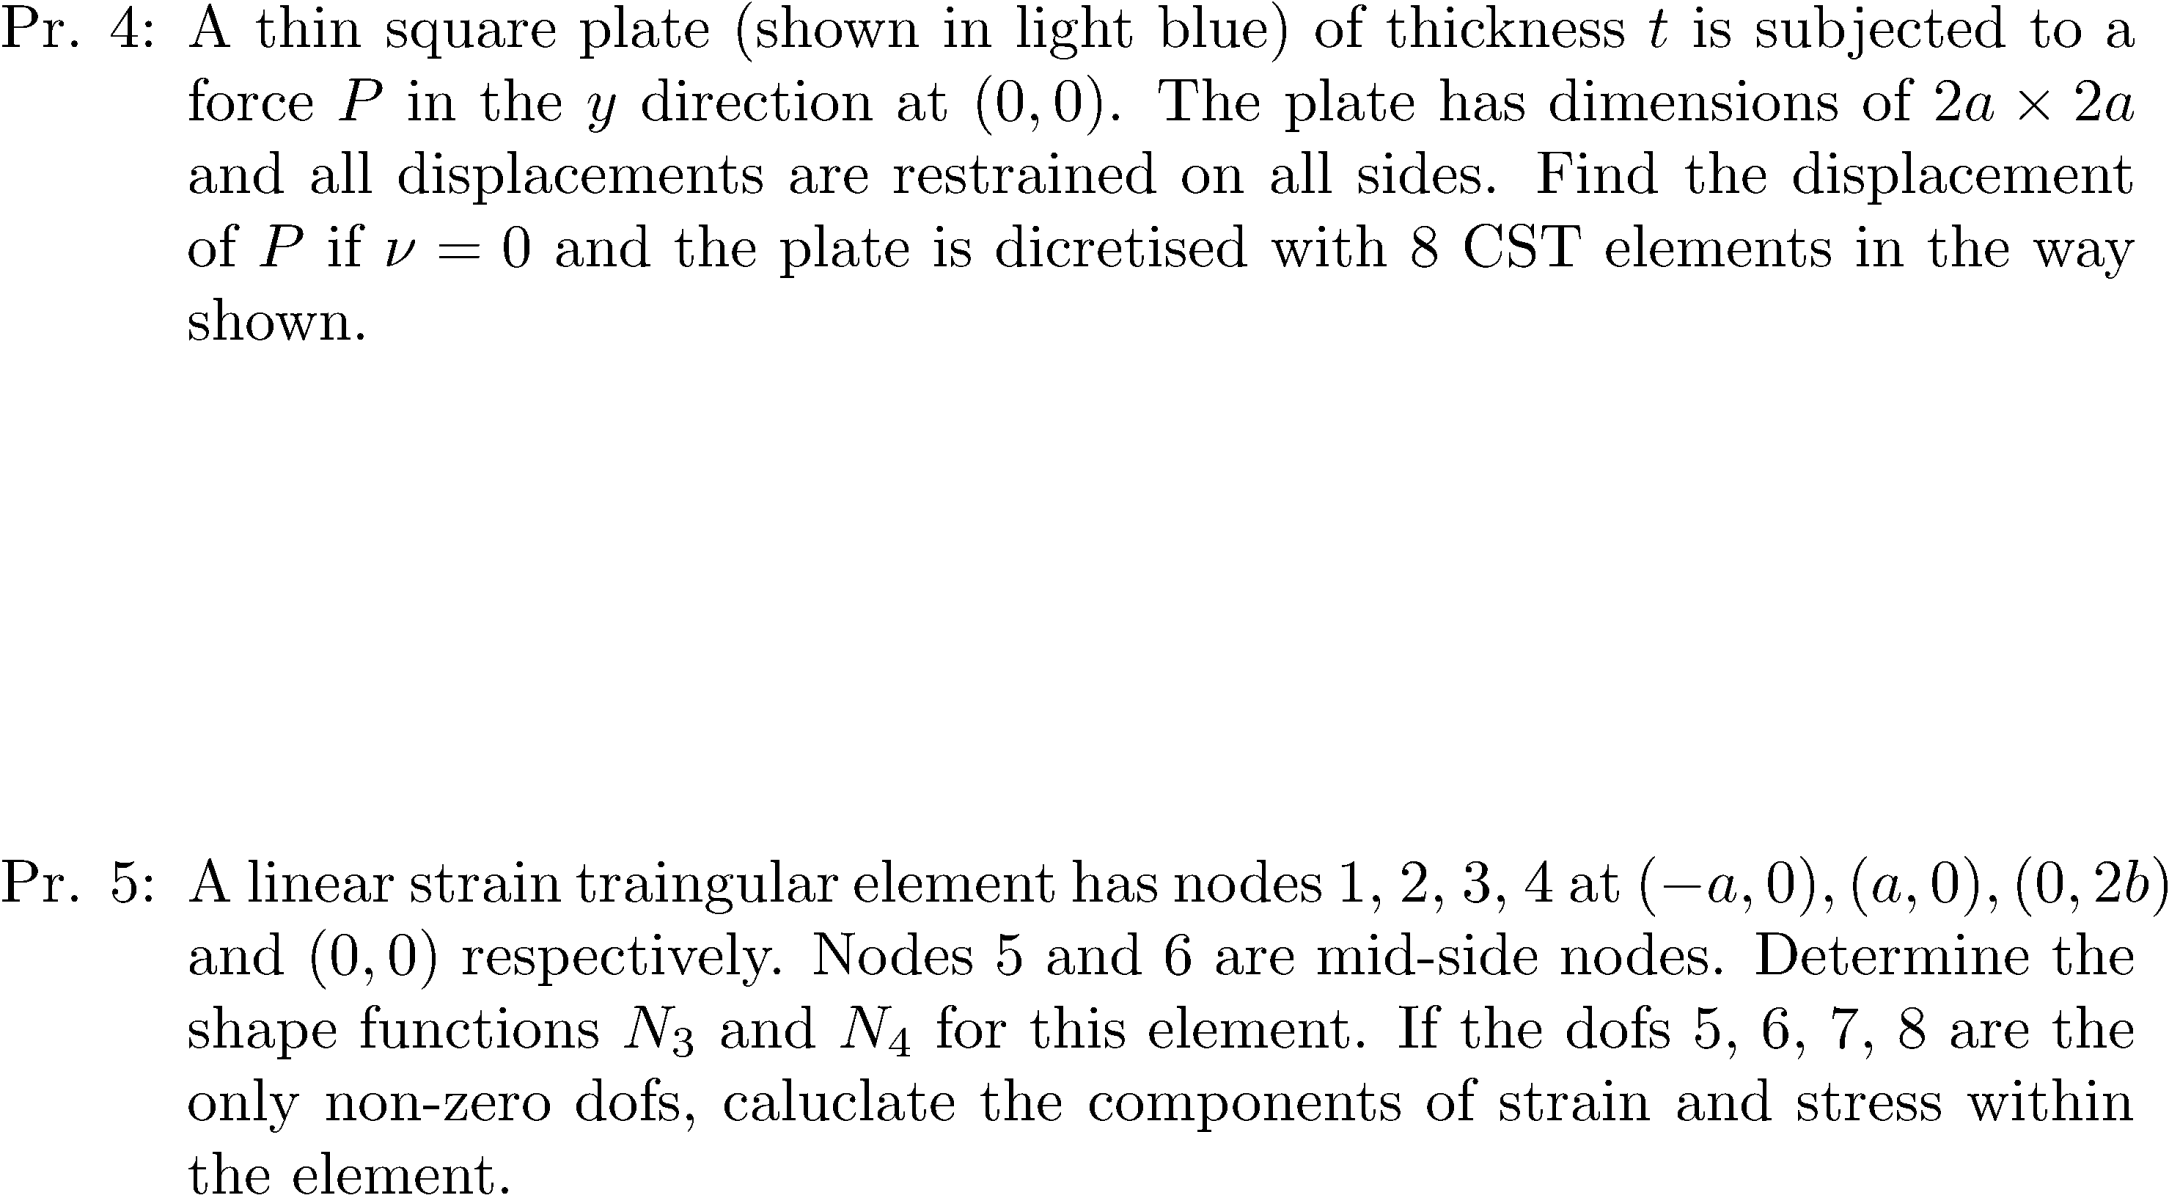 Pr. 4: A thin square plate (shown in light blue) of thickness t is subjected to a
force P in the y direction at (0, 0). The plate has dimensions of 2a × 2a
and all displacements are restrained on all sides. Find the displacement
of P if ν = 0 and the plate is dicretised with 8 CST elements in the way
shown.
Pr. 5: A linear strain traingular element has nodes 1, 2, 3, 4 at (−a, 0), (a, 0), (0, 2b)
and (0, 0) respectively. Nodes 5 and 6 are mid-side nodes. Determine the
shape functions N₃ and N₄ for this element. If the dofs 5, 6, 7, 8 are the
only non-zero dofs, caluclate the components of strain and stress within
the element.